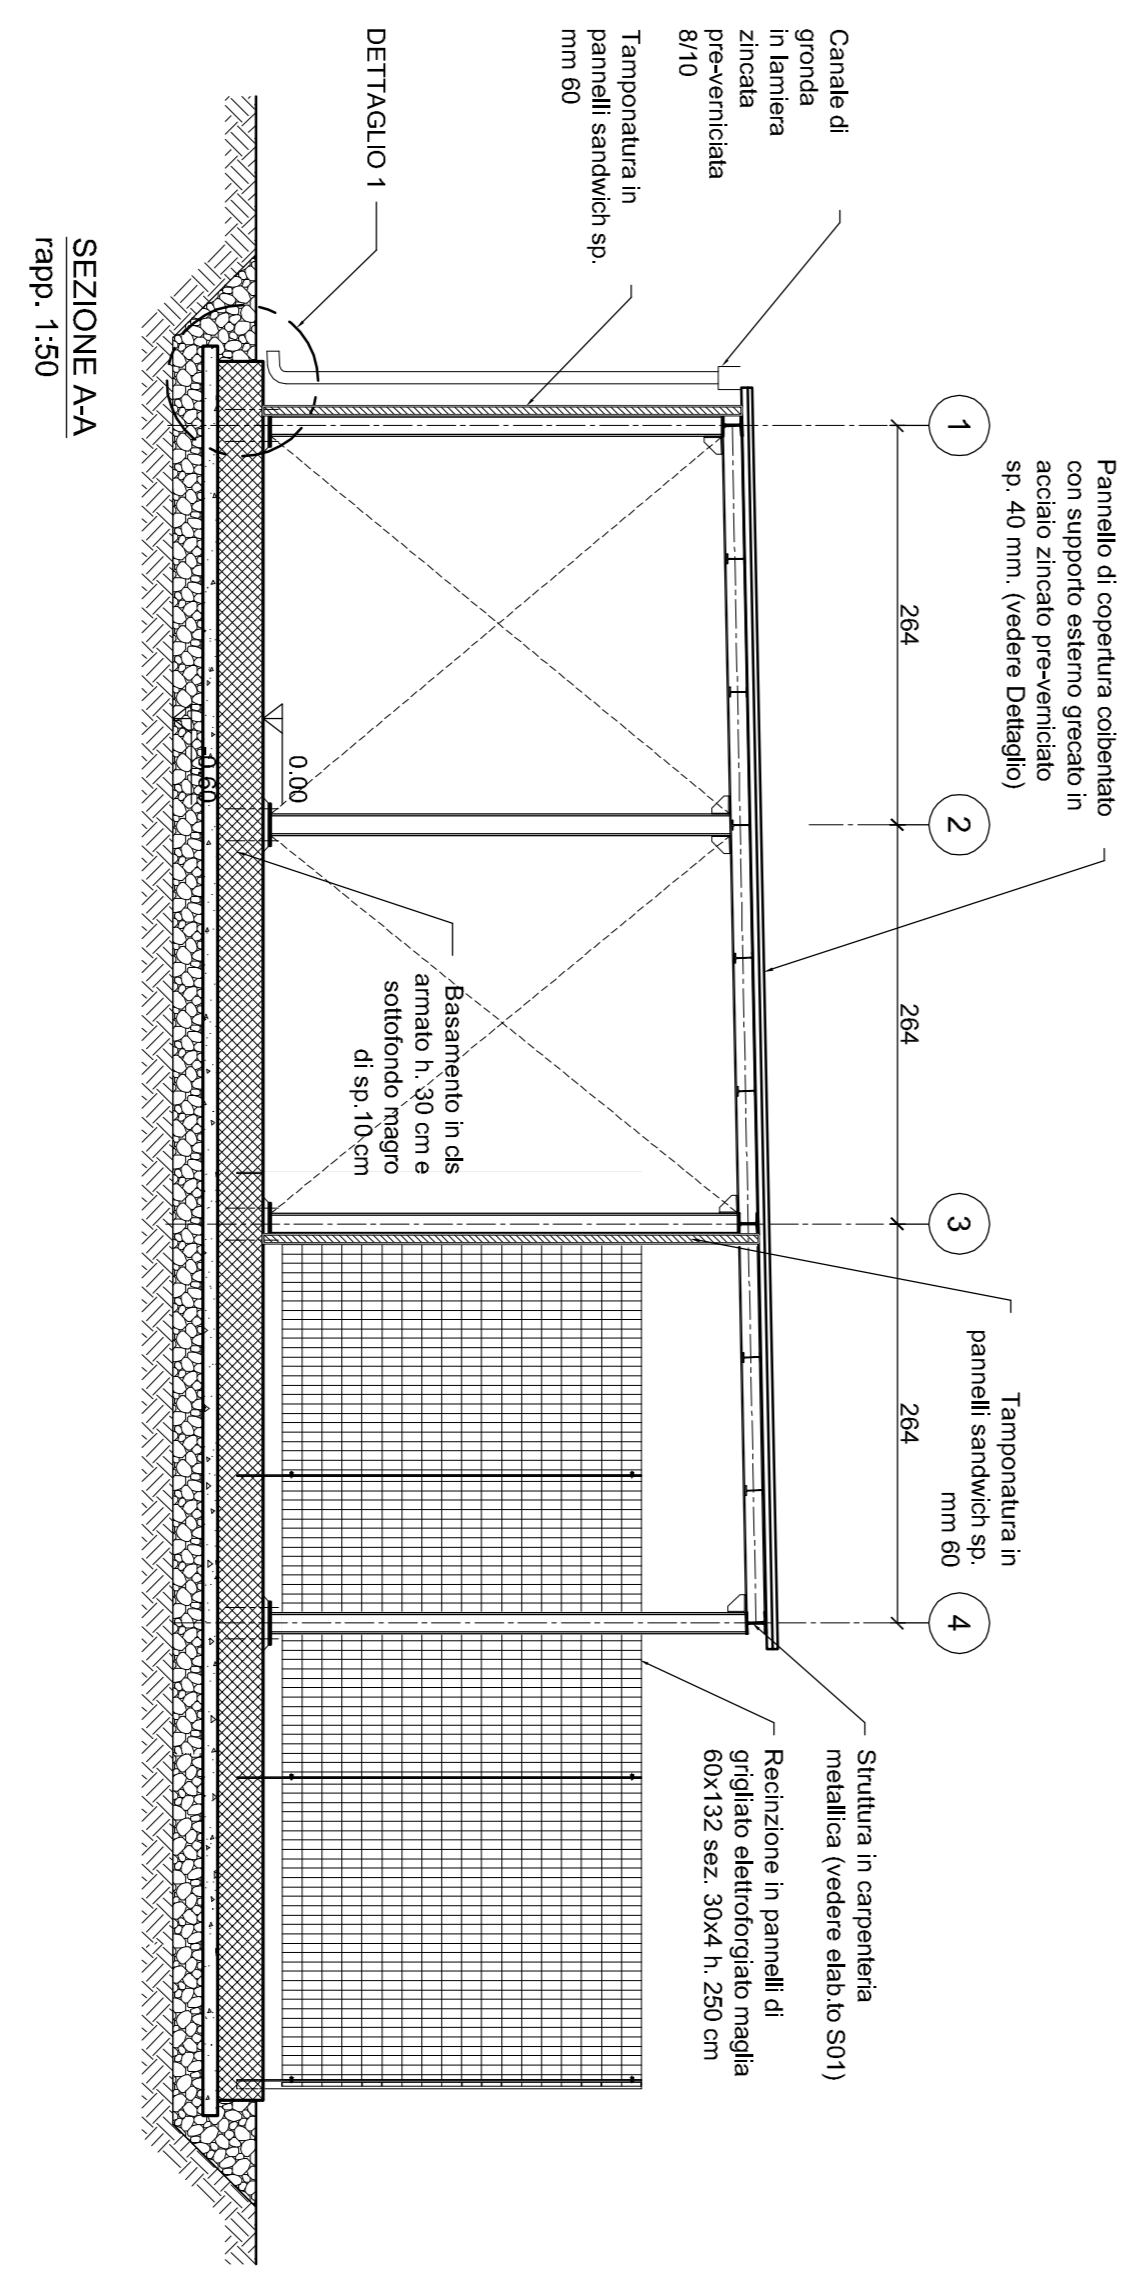 Pannello di copertura coibentato
con supporto esterno grecato in
acciaio zincato pre-verniciato
sp. 40 mm. (vedere Dettaglio)
1
2
3
4
264
264
264
Canale di
gronda
in lamiera
zincata
pre-verniciata
8/10
Tamponatura in
pannelli sandwich sp.
mm 60
DETTAGLIO 1
Tamponatura in
pannelli sandwich sp.
mm 60
Struttura in carpenteria
metallica (vedere elab.to S01)
Recinzione in pannelli di
grigliato elettroforgiato maglia
60x132 sez. 30x4 h. 250 cm
Basamento in cls
armato h. 30 cm e
sottofondo magro
di sp.10 cm
0.00
-0.60
SEZIONE A-A
rapp. 1:50